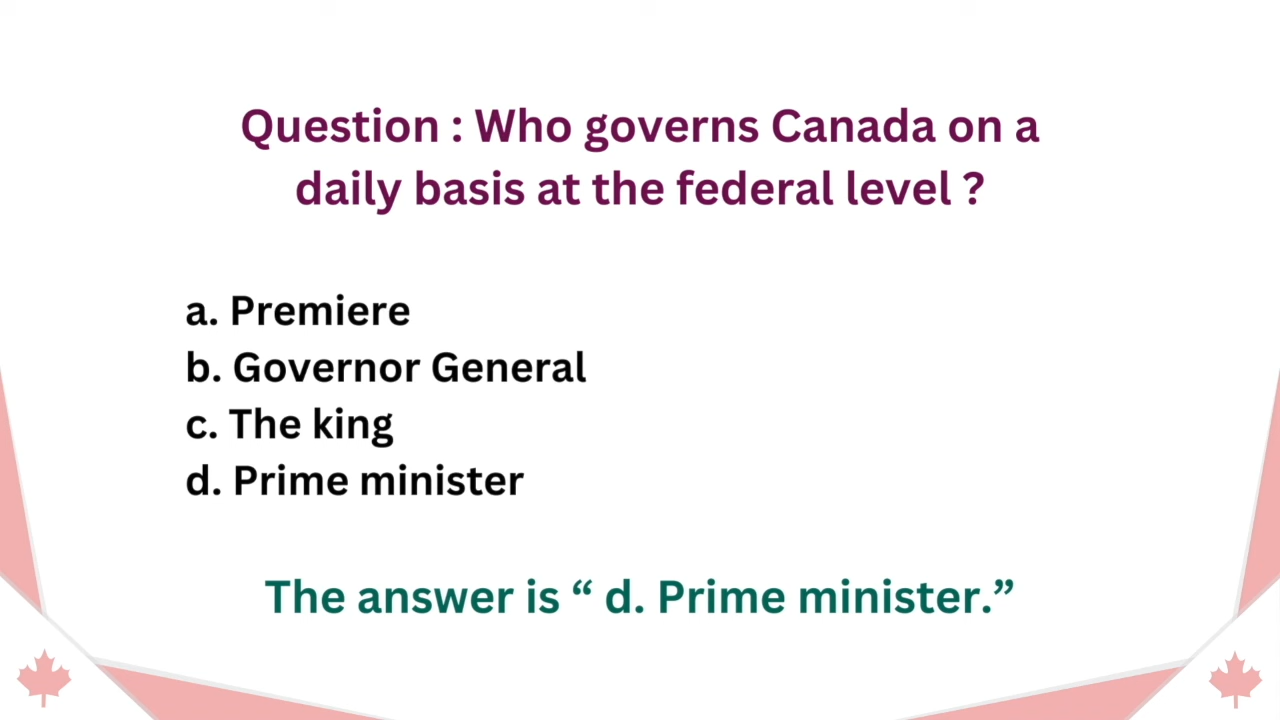 Question : Who governs Canada on a
daily basis at the federal level ?
a. Premiere
b. Governor General
c. The king
d. Prime minister
The answer is “ d. Prime minister.”